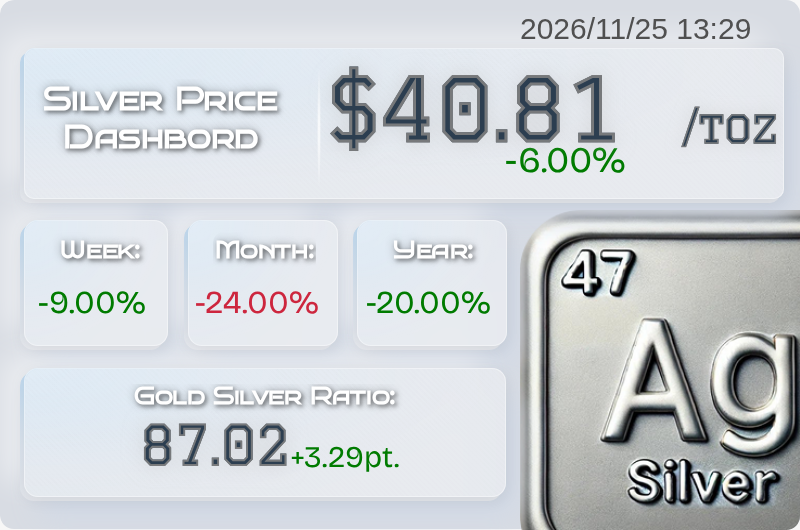 2026/11/25 13:29
Silver Price
Dashbord
$40.81 /TOZ
-6.00%
Week: Month: Year:
-9.00% -24.00% -20.00%
47
Ag
Silver
Gold Silver Ratio:
87.02 +3.29pt.